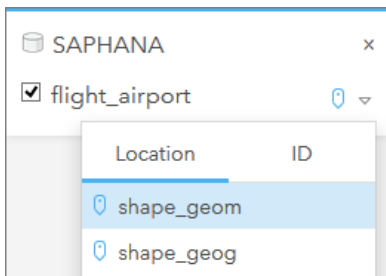 SAPHANA ×
flight_airport
Location ID
shape_geom
shape_geog